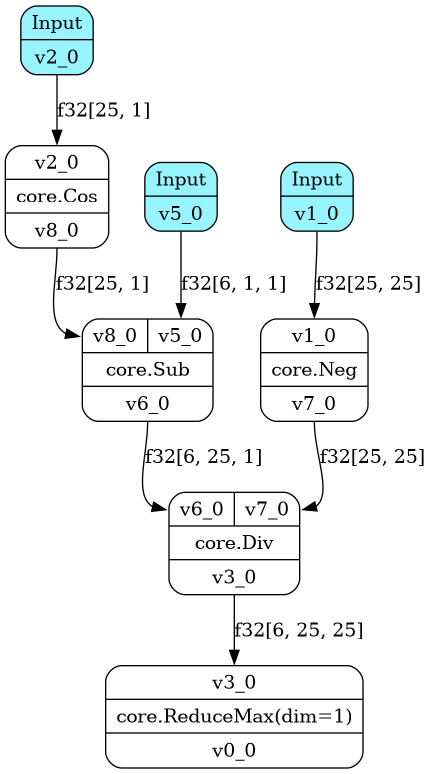 Input
v2_0
f32[25, 1]
v2_0
core.Cos
v8_0
Input
v5_0
Input
v1_0
f32[25, 1]
f32[6, 1, 1]
f32[25, 25]
v8_0 v5_0
core.Sub
v6_0
v1_0
core.Neg
v7_0
f32[6, 25, 1]
f32[25, 25]
v6_0 v7_0
core.Div
v3_0
f32[6, 25, 25]
v3_0
core.ReduceMax(dim=1)
v0_0